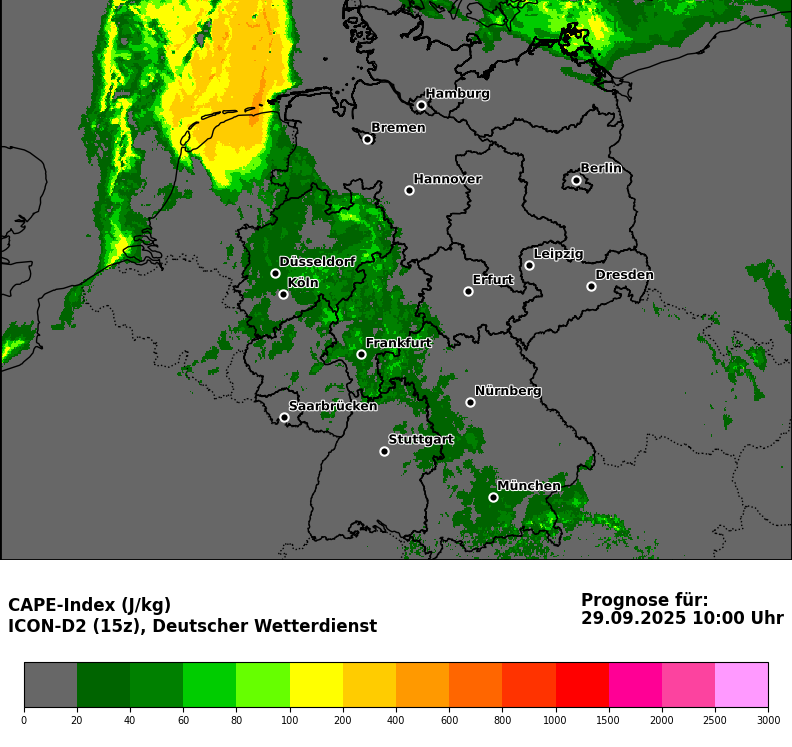 Hamburg
Bremen
Berlin
Hannover
Leipzig
Düsseldorf
Dresden
Köln
Erfurt
Frankfurt
Nürnberg
Saarbrücken
Stuttgart
München
CAPE-Index (J/kg)
ICON-D2 (15z), Deutscher Wetterdienst
Prognose für:
29.09.2025 10:00 Uhr
0 20 40 60 80 100 200 400 600 800 1000 1500 2000 2500 3000